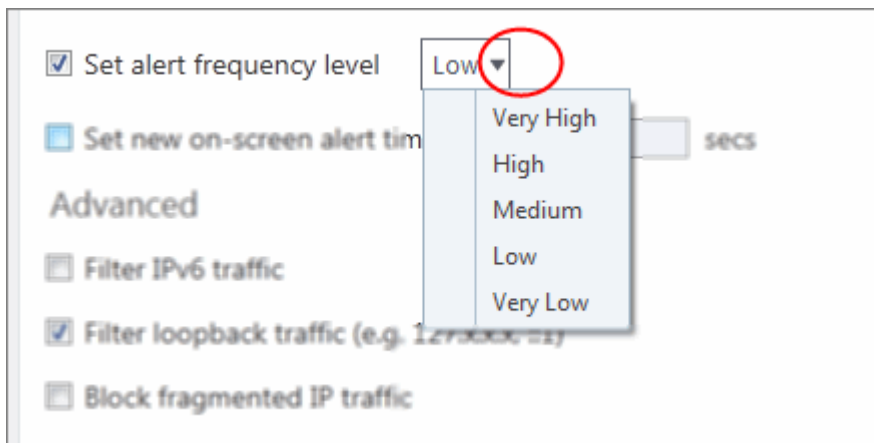 Set alert frequency level Low
Very High
Set new on-screen alert tim secs
High
Advanced
Medium
Low
Filter IPv6 traffic
Very Low
Filter loopback traffic (e.g.
Block fragmented IP traffic